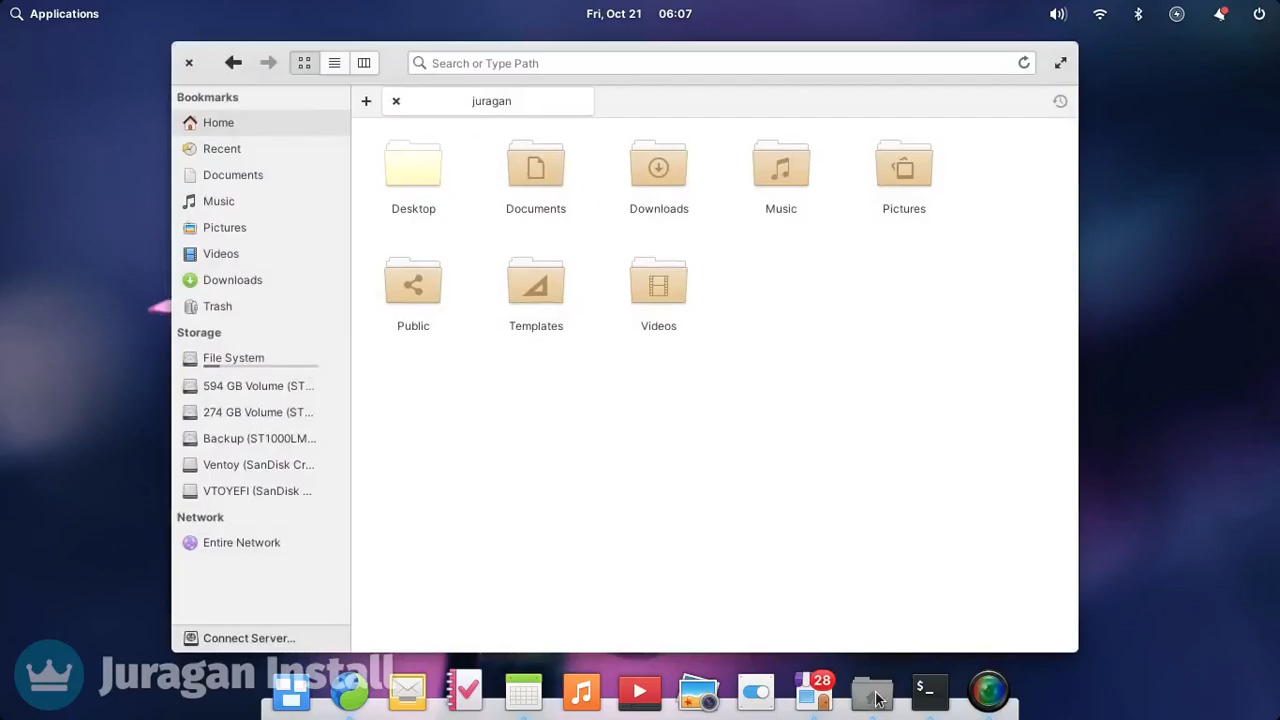 Applications
Fri, Oct 21 06:07
Search or Type Path
Bookmarks
juragan
Home
Recent
Documents
Music
Pictures
Videos
Downloads
Trash
Storage
File System
594 GB Volume (ST...
274 GB Volume (ST...
Backup (ST1000LM...
Ventoy (SanDisk Cr...
VTOYEFI (SanDisk ...
Network
Entire Network
Connect Server...
Desktop
Documents
Downloads
Music
Pictures
Public
Templates
Videos
Juragan Install
28
$_